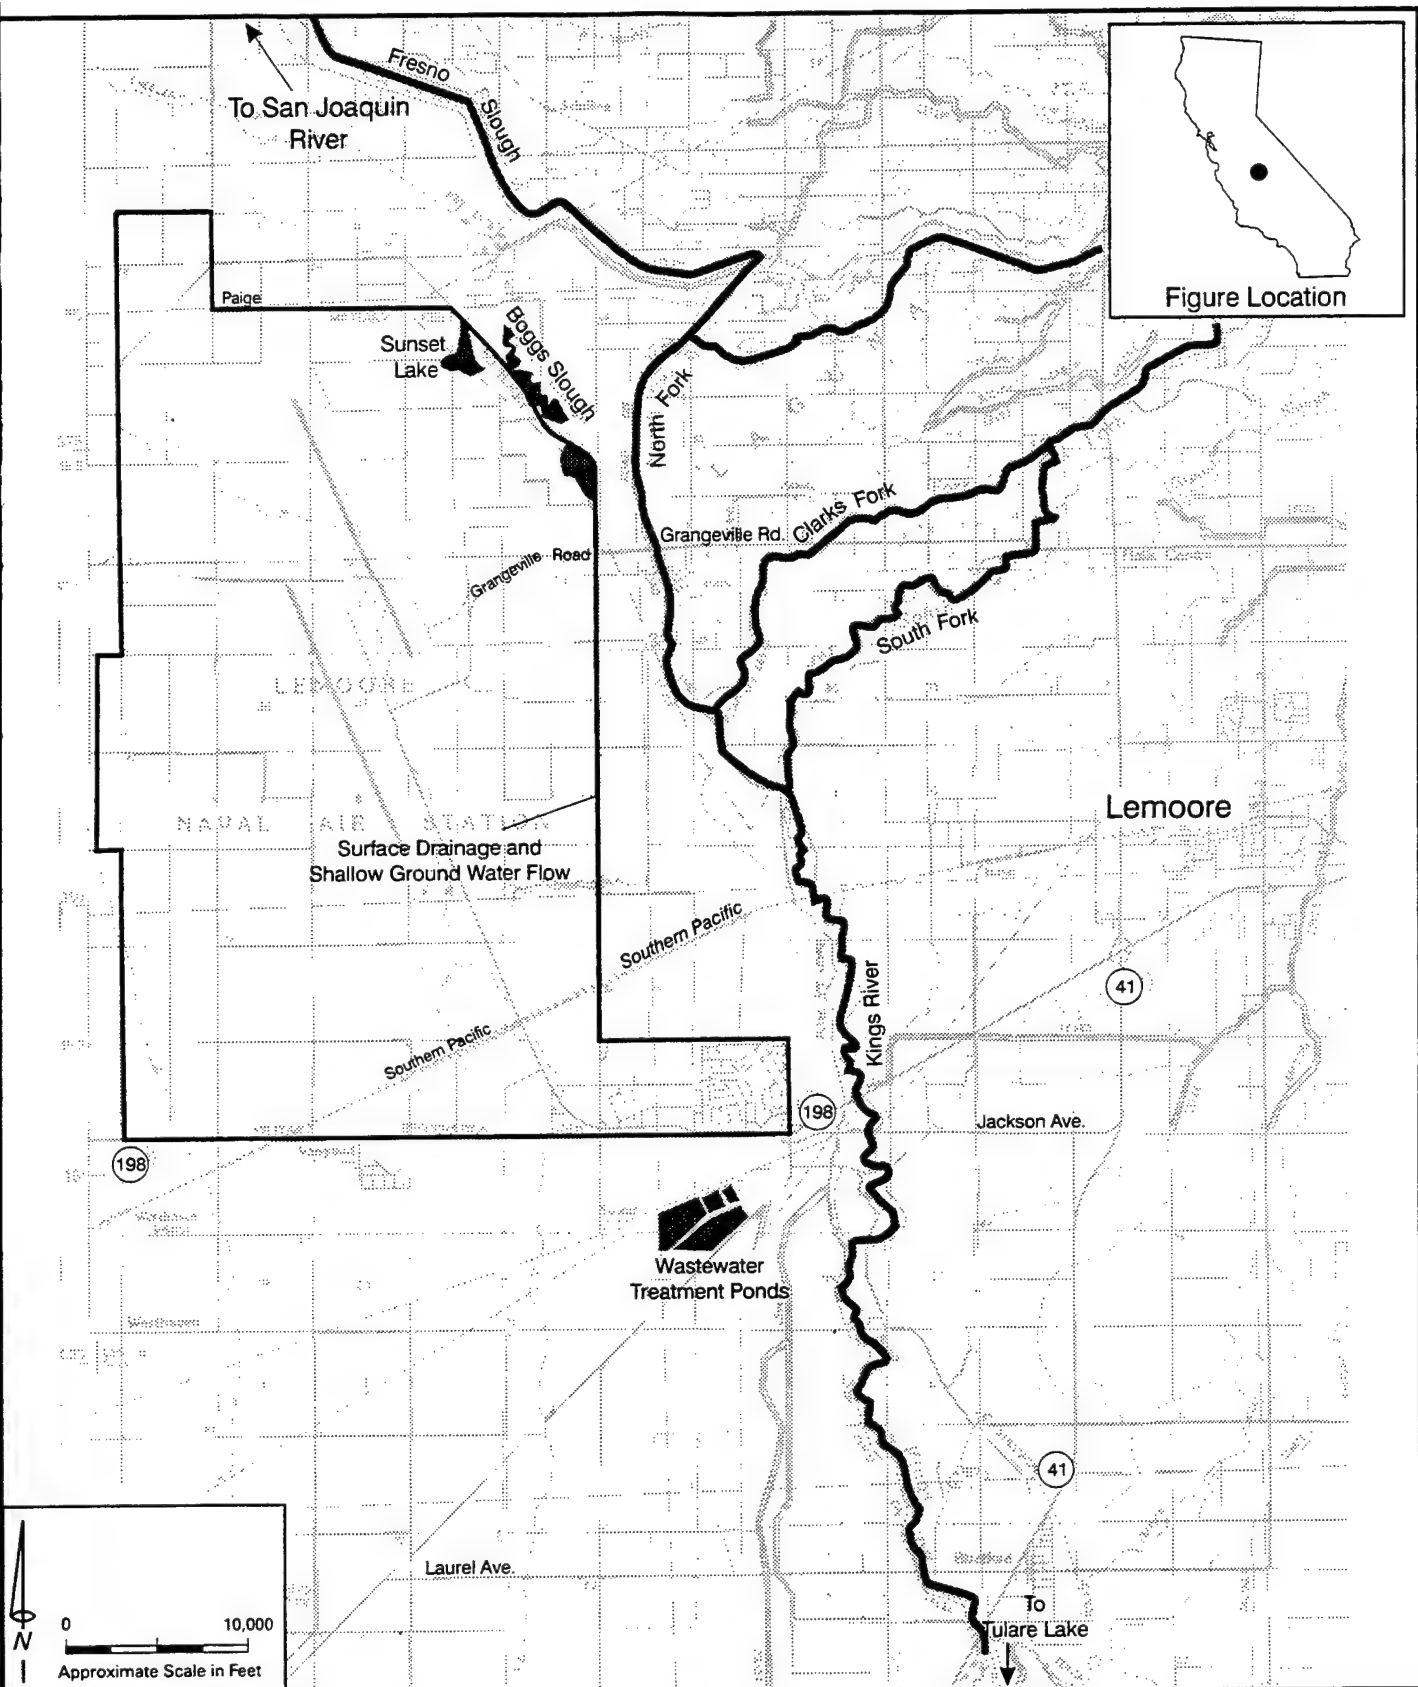 Fresno
Slough
To San Joaquin
River
Figure Location
Paige
Sunset
Lake
Boggs Slough
North Fork
Clarks Fork
Grangeville Rd.
Grangeville Road
South Fork
LEMOORE
Lemoore
NAVAL AIR STATION
Surface Drainage and
Shallow Ground Water Flow
Southern Pacific
Kings River
41
Southern Pacific
198
Jackson Ave.
198
Wastewater
Treatment Ponds
41
Laurel Ave.
To
Tulare Lake
N
0 10,000
Approximate Scale in Feet